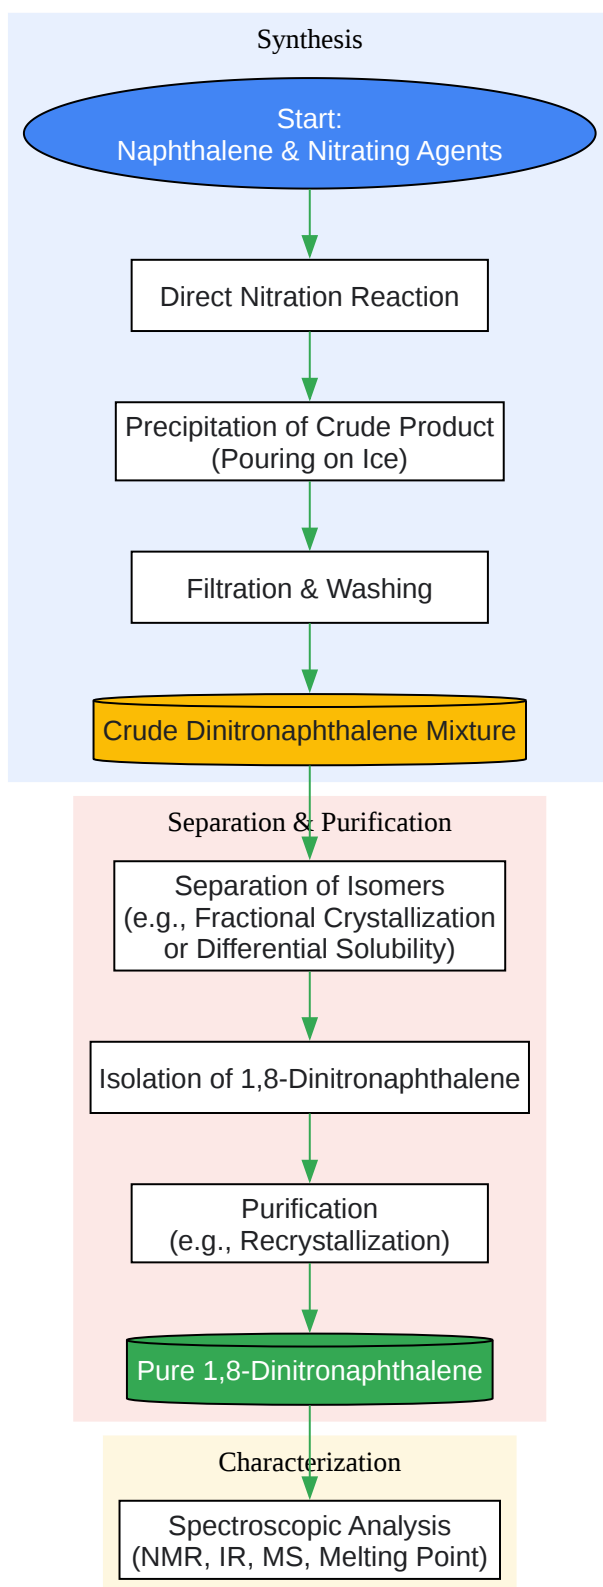 Synthesis
Start:
Naphthalene & Nitrating Agents
Direct Nitration Reaction
Precipitation of Crude Product
(Pouring on Ice)
Filtration & Washing
Crude Dinitronaphthalene Mixture
Separation & Purification
Separation of Isomers
(e.g., Fractional Crystallization
or Differential Solubility)
Isolation of 1,8-Dinitronaphthalene
Purification
(e.g., Recrystallization)
Pure 1,8-Dinitronaphthalene
Characterization
Spectroscopic Analysis
(NMR, IR, MS, Melting Point)